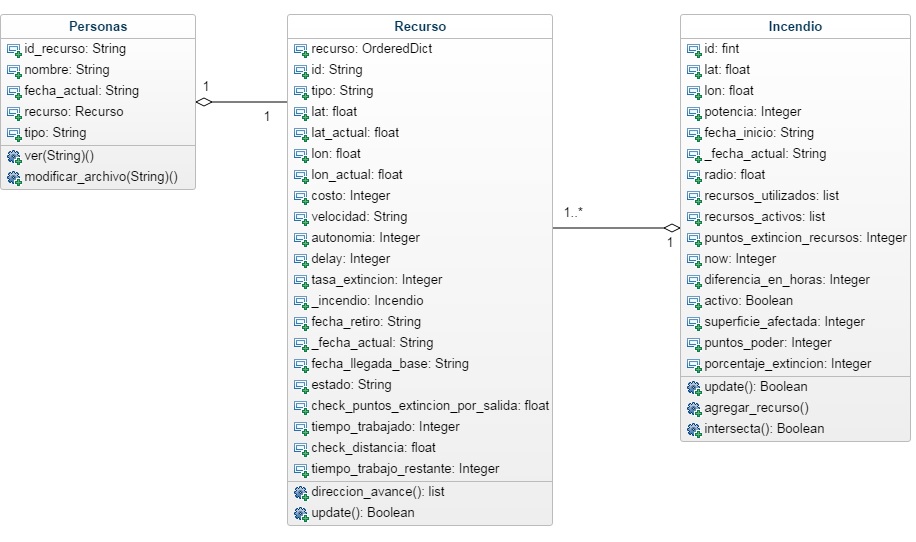 Personas
id_recurso: String
nombre: String
fecha_actual: String
recurso: Recurso
tipo: String
ver(String)()
modificar_archivo(String)()
1
1
Recurso
recurso: OrderedDict
id: String
tipo: String
lat: float
lat_actual: float
lon: float
lon_actual: float
costo: Integer
velocidad: String
autonomia: Integer
delay: Integer
tasa_extincion: Integer
_incendio: Incendio
fecha_retiro: String
_fecha_actual: String
fecha_llegada_base: String
estado: String
check_puntos_extincion_por_salida: float
tiempo_trabajado: Integer
check_distancia: float
tiempo_trabajo_restante: Integer
direccion_avance(): list
update(): Boolean
1..*
1
Incendio
id: fint
lat: float
lon: float
potencia: Integer
fecha_inicio: String
_fecha_actual: String
radio: float
recursos_utilizados: list
recursos_activos: list
puntos_extincion_recursos: Integer
now: Integer
diferencia_en_horas: Integer
activo: Boolean
superficie_afectada: Integer
puntos_poder: Integer
porcentaje_extincion: Integer
update(): Boolean
agregar_recurso()
intersecta(): Boolean